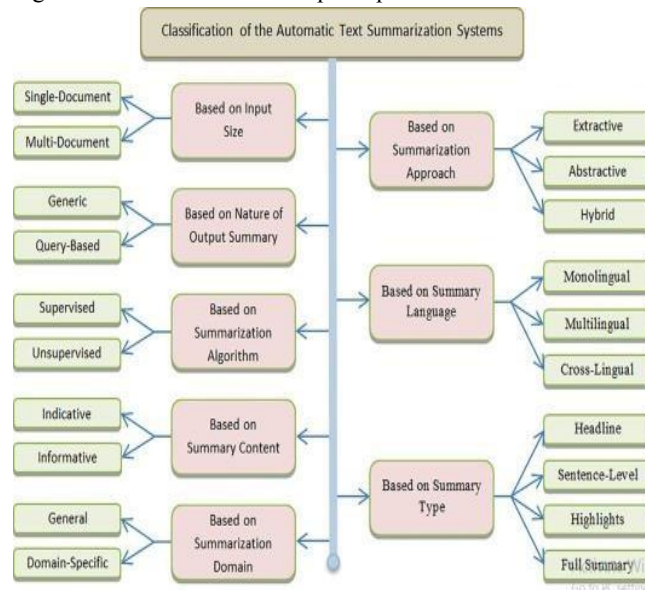 Classification of the Automatic Text Summarization Systems
Single-Document
Multi-Document
Based on Input
Size
Generic
Query-Based
Based on Nature of
Output Summary
Supervised
Unsupervised
Based on
Summarization
Algorithm
Indicative
Informative
Based on
Summary Content
General
Domain-Specific
Based on
Summarization
Domain
Based on
Summarization
Approach
Extractive
Abstractive
Hybrid
Based on Summary
Language
Monolingual
Multilingual
Cross-Lingual
Based on Summary
Type
Headline
Sentence-Level
Highlights
Full Summary